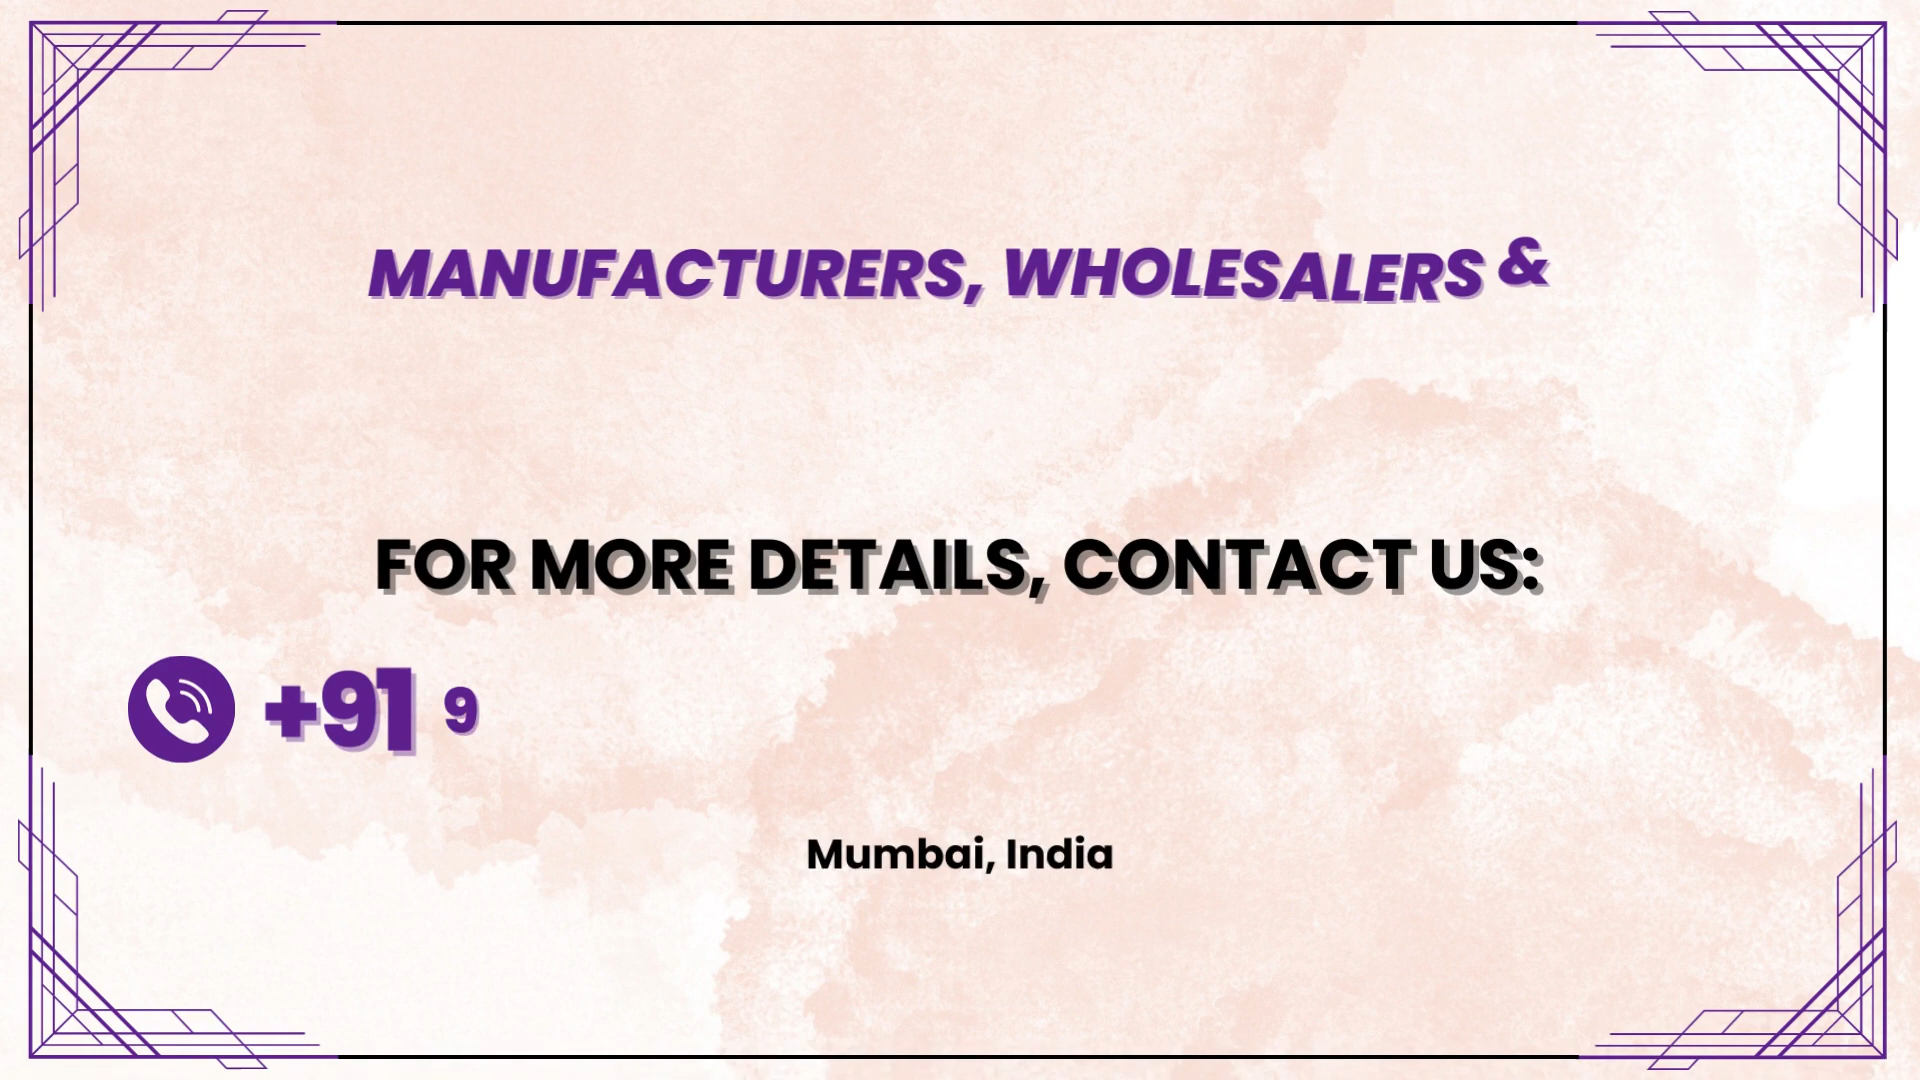 MANUFACTURERS, WHOLESALERS &
FOR MORE DETAILS, CONTACT US:
+91 9
Mumbai, India